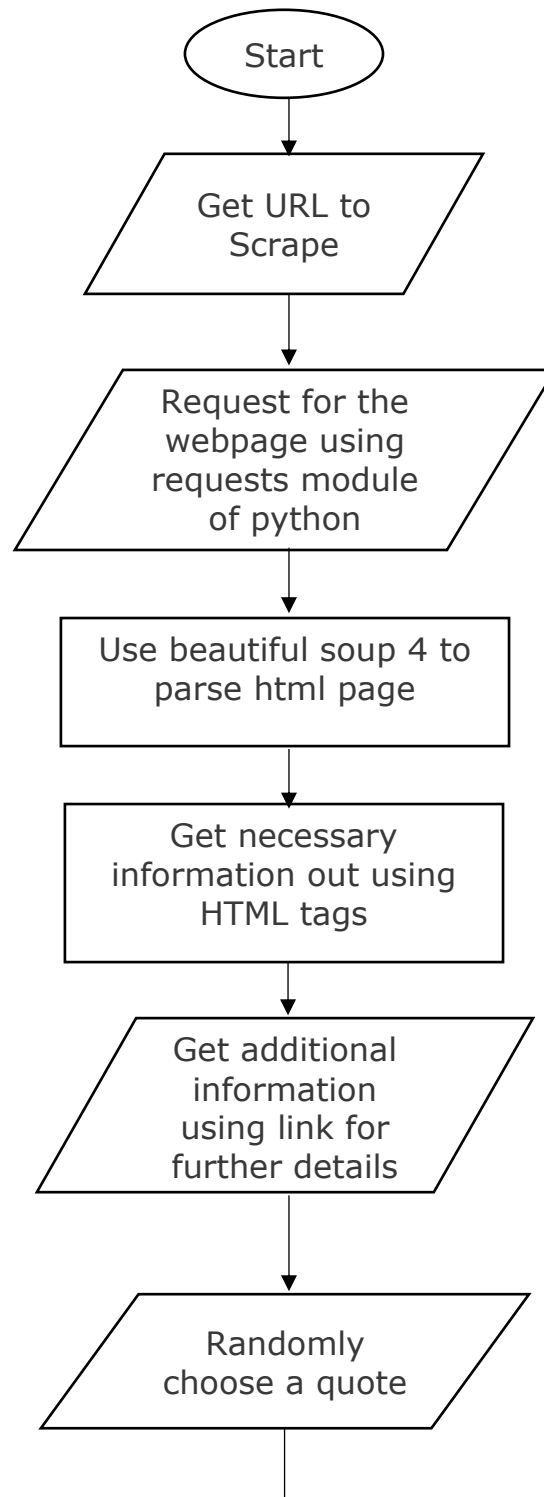 Start
Get URL to
Scrape
Request for the
webpage using
requests module
of python
Use beautiful soup 4 to
parse html page
Get necessary
information out using
HTML tags
Get additional
information
using link for
further details
Randomly
choose a quote